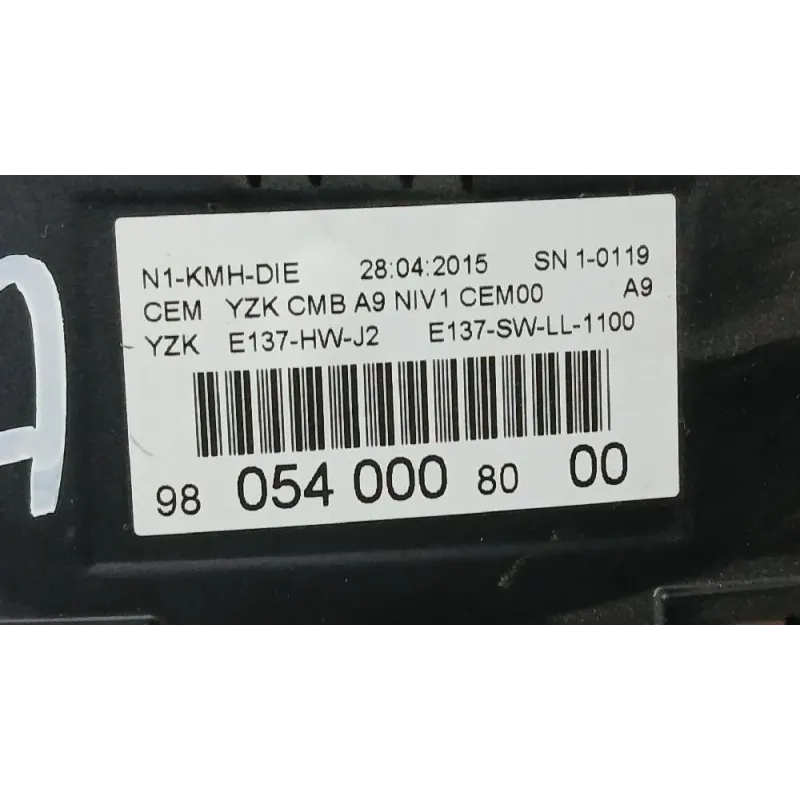 N1-KMH-DIE 28:04:2015 SN 1-0119
CEM YZK CMB A9 NIV1 CEM00 A9
YZK E137-HW-J2 E137-SW-LL-1100
98 054 000 80 00